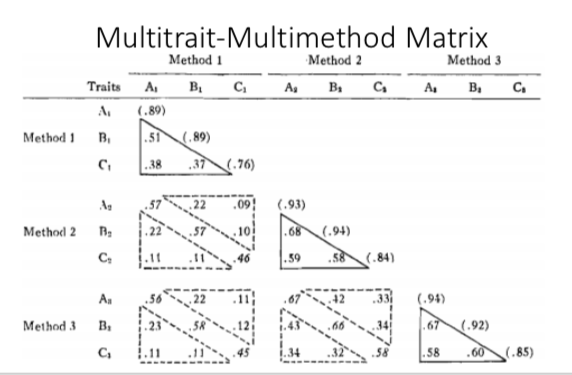 Multitrait-Multimethod Matrix
Method 1 Method 2 Method 3
Traits A₁ B₁ C₁ A₂ B₂ C₂ A₃ B₃ C₃
A₁ (.89)
Method 1 B₁ .51 (.89)
C₁ .38 .37 (.76)
A₂ .57 .22 .09 (.93)
Method 2 B₂ .22 .57 .10 .68 (.94)
C₂ .11 .11 .46 .59 .58 (.84)
A₃ .56 .22 .11 .67 .42 .33 (.94)
Method 3 B₃ .23 .58 .12 .43 .66 .34 .67 (.92)
C₃ .11 .11 .45 .34 .32 .58 .58 .60 (.85)